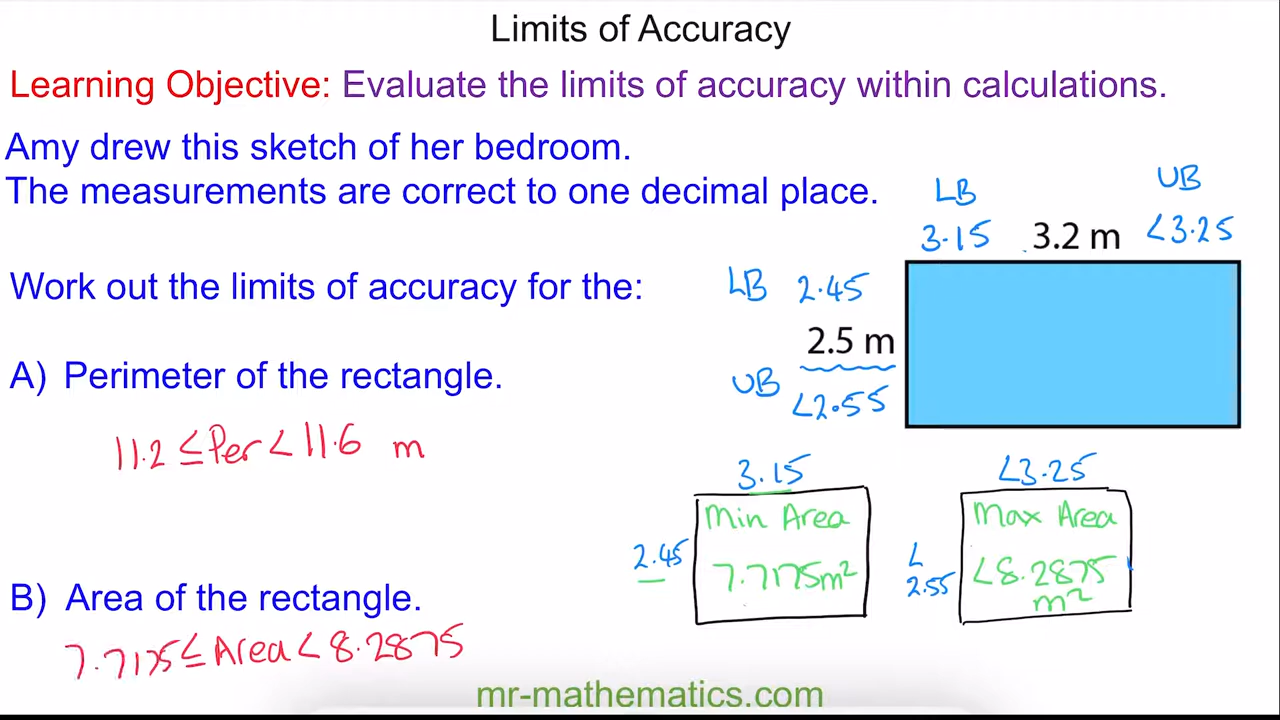 Limits of Accuracy
Learning Objective: Evaluate the limits of accuracy within calculations.
Amy drew this sketch of her bedroom.
The measurements are correct to one decimal place.
LB
UB
3.15
3.2 m
<3.25
Work out the limits of accuracy for the:
LB 2.45
2.5 m
UB
<2.55
A) Perimeter of the rectangle.
11.2 ≤ Per < 11.6 m
3.15
<3.25
Min Area
Max Area
2.45
7.7175m²
<
2.55
<8.2875
m²
B) Area of the rectangle.
7.7175 ≤ Area < 8.2875
mr-mathematics.com